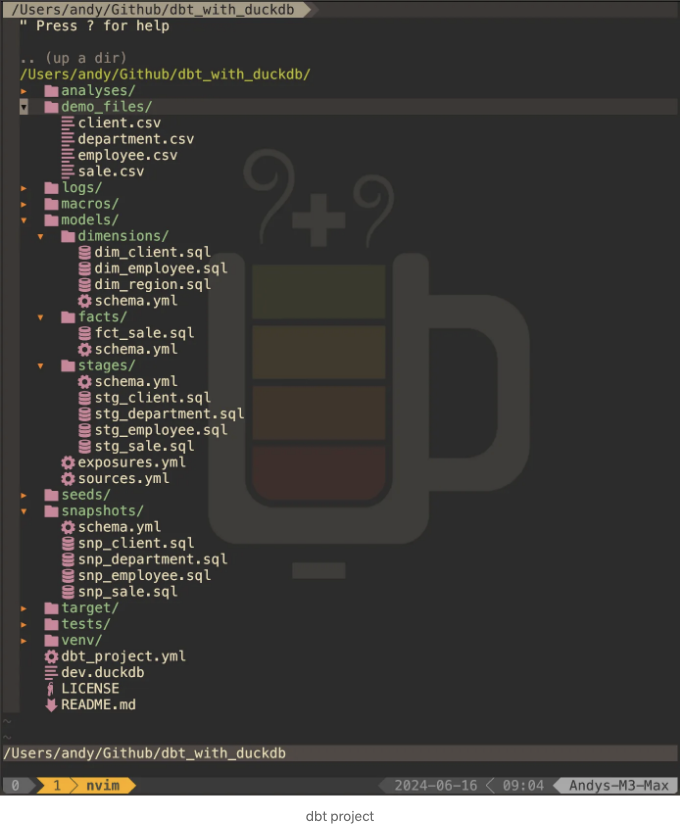 /Users/andy/Github/dbt_with_duckdb
" Press ? for help
.. (up a dir)
/Users/andy/Github/dbt_with_duckdb/
▸ analyses/
▾ demo_files/
client.csv
department.csv
employee.csv
sale.csv
▸ logs/
▸ macros/
▾ models/
▾ dimensions/
dim_client.sql
dim_employee.sql
dim_region.sql
schema.yml
▾ facts/
fct_sale.sql
schema.yml
▾ stages/
schema.yml
stg_client.sql
stg_department.sql
stg_employee.sql
stg_sale.sql
exposures.yml
sources.yml
▸ seeds/
▾ snapshots/
schema.yml
snp_client.sql
snp_department.sql
snp_employee.sql
snp_sale.sql
▸ target/
▸ tests/
▸ venv/
dbt_project.yml
dev.duckdb
LICENSE
README.md
~
~
/Users/andy/Github/dbt_with_duckdb
0 1 nvim 2024-06-16 09:04 Andys-M3-Max
dbt project